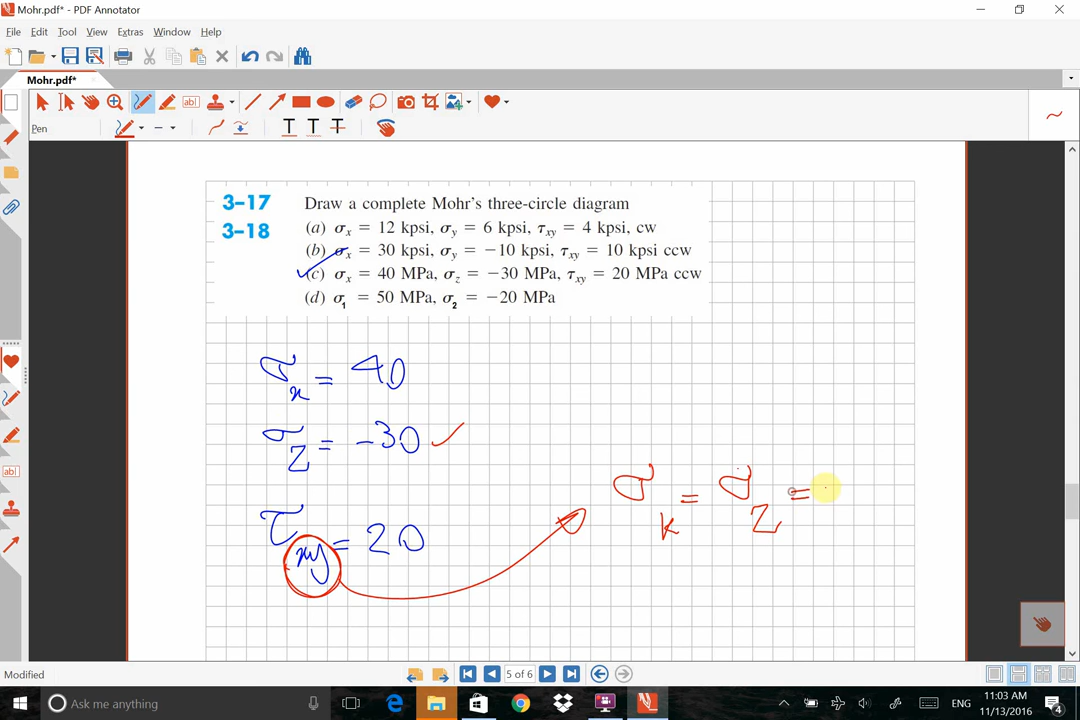 Mohr.pdf* - PDF Annotator
File Edit Tool View Extras Window Help
Mohr.pdf*
Pen
3–17 Draw a complete Mohr's three-circle diagram
3–18 (a) σx = 12 kpsi, σy = 6 kpsi, τxy = 4 kpsi, cw
(b) σx = 30 kpsi, σy = −10 kpsi, τxy = 10 kpsi ccw
(c) σx = 40 MPa, σz = −30 MPa, τxy = 20 MPa ccw
(d) σ1 = 50 MPa, σ2 = −20 MPa
σx = 40
σz = -30
τxy = 20
σk = σz =
Modified
5 of 6
Ask me anything
ENG
11:03 AM
11/13/2016
4